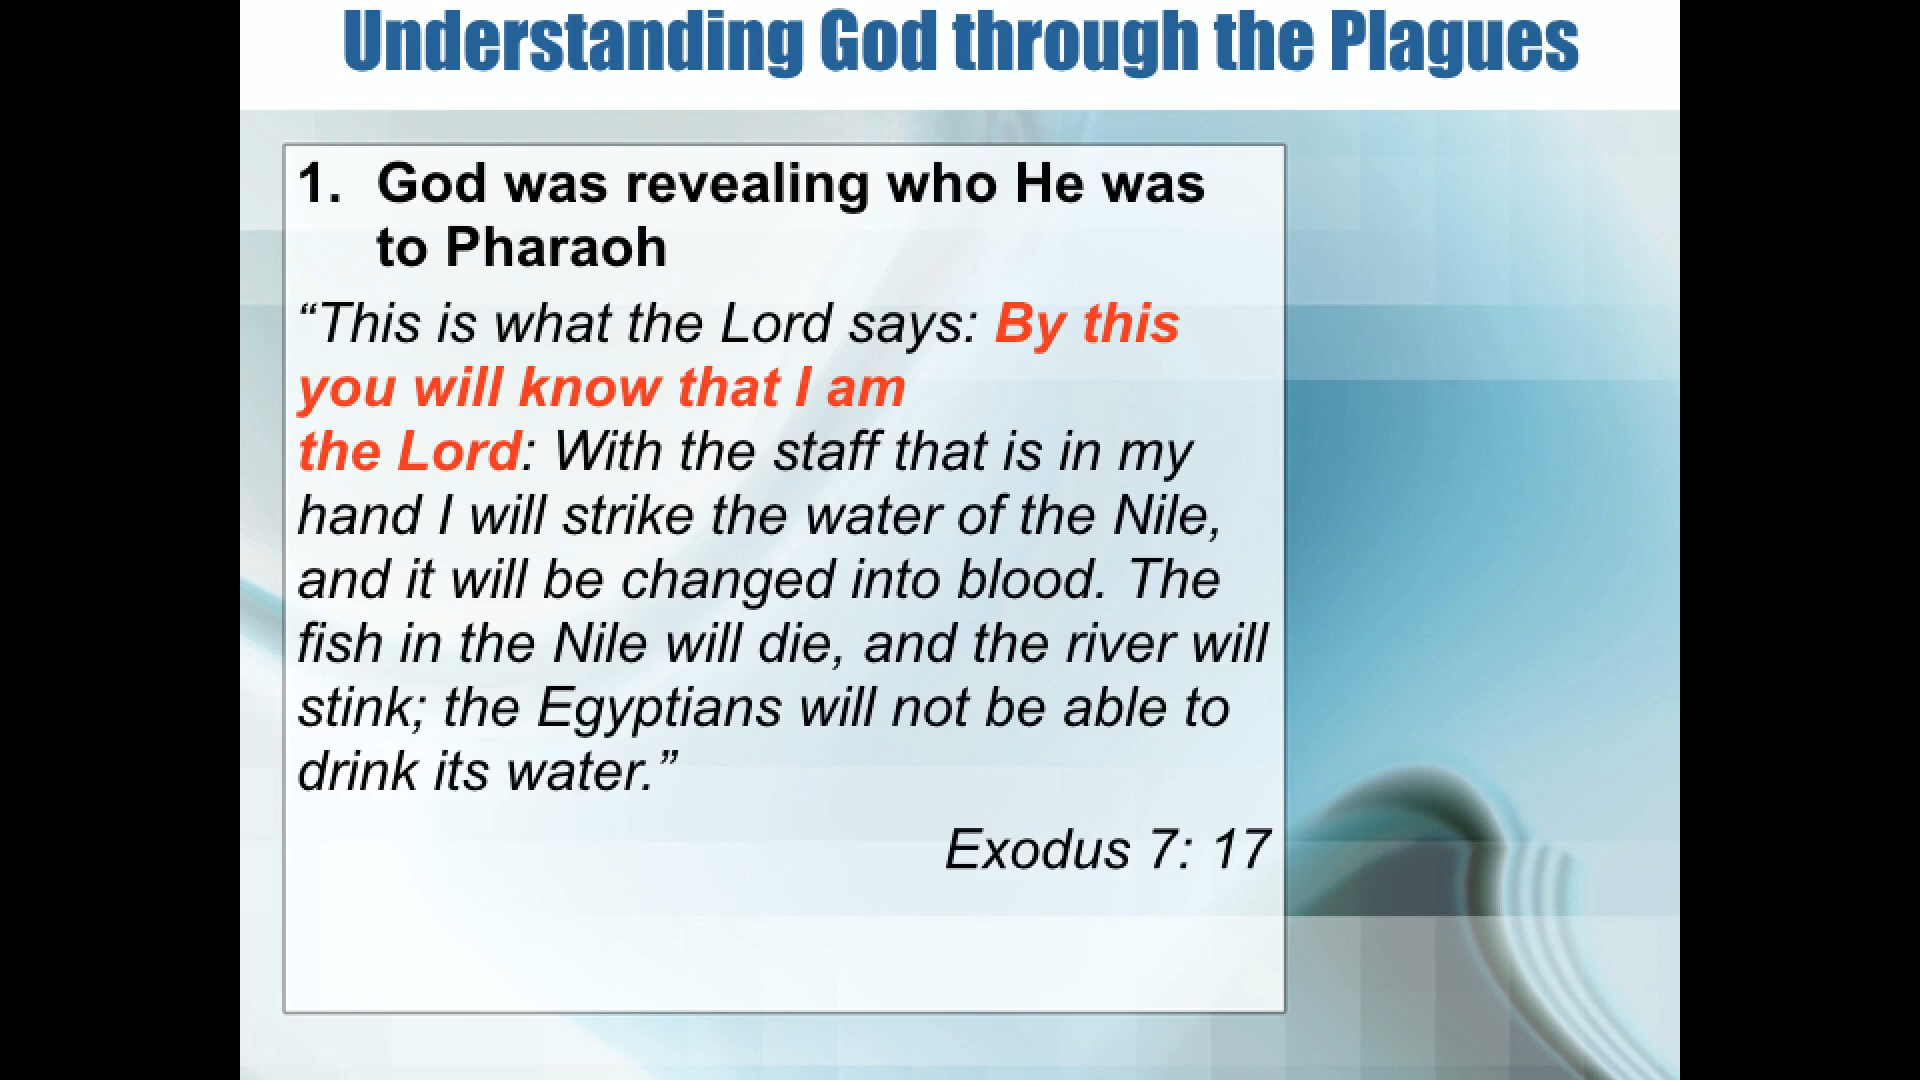 Understanding God through the Plagues
1. God was revealing who He was
to Pharaoh
“This is what the Lord says: By this
you will know that I am
the Lord: With the staff that is in my
hand I will strike the water of the Nile,
and it will be changed into blood. The
fish in the Nile will die, and the river will
stink; the Egyptians will not be able to
drink its water.”
Exodus 7: 17